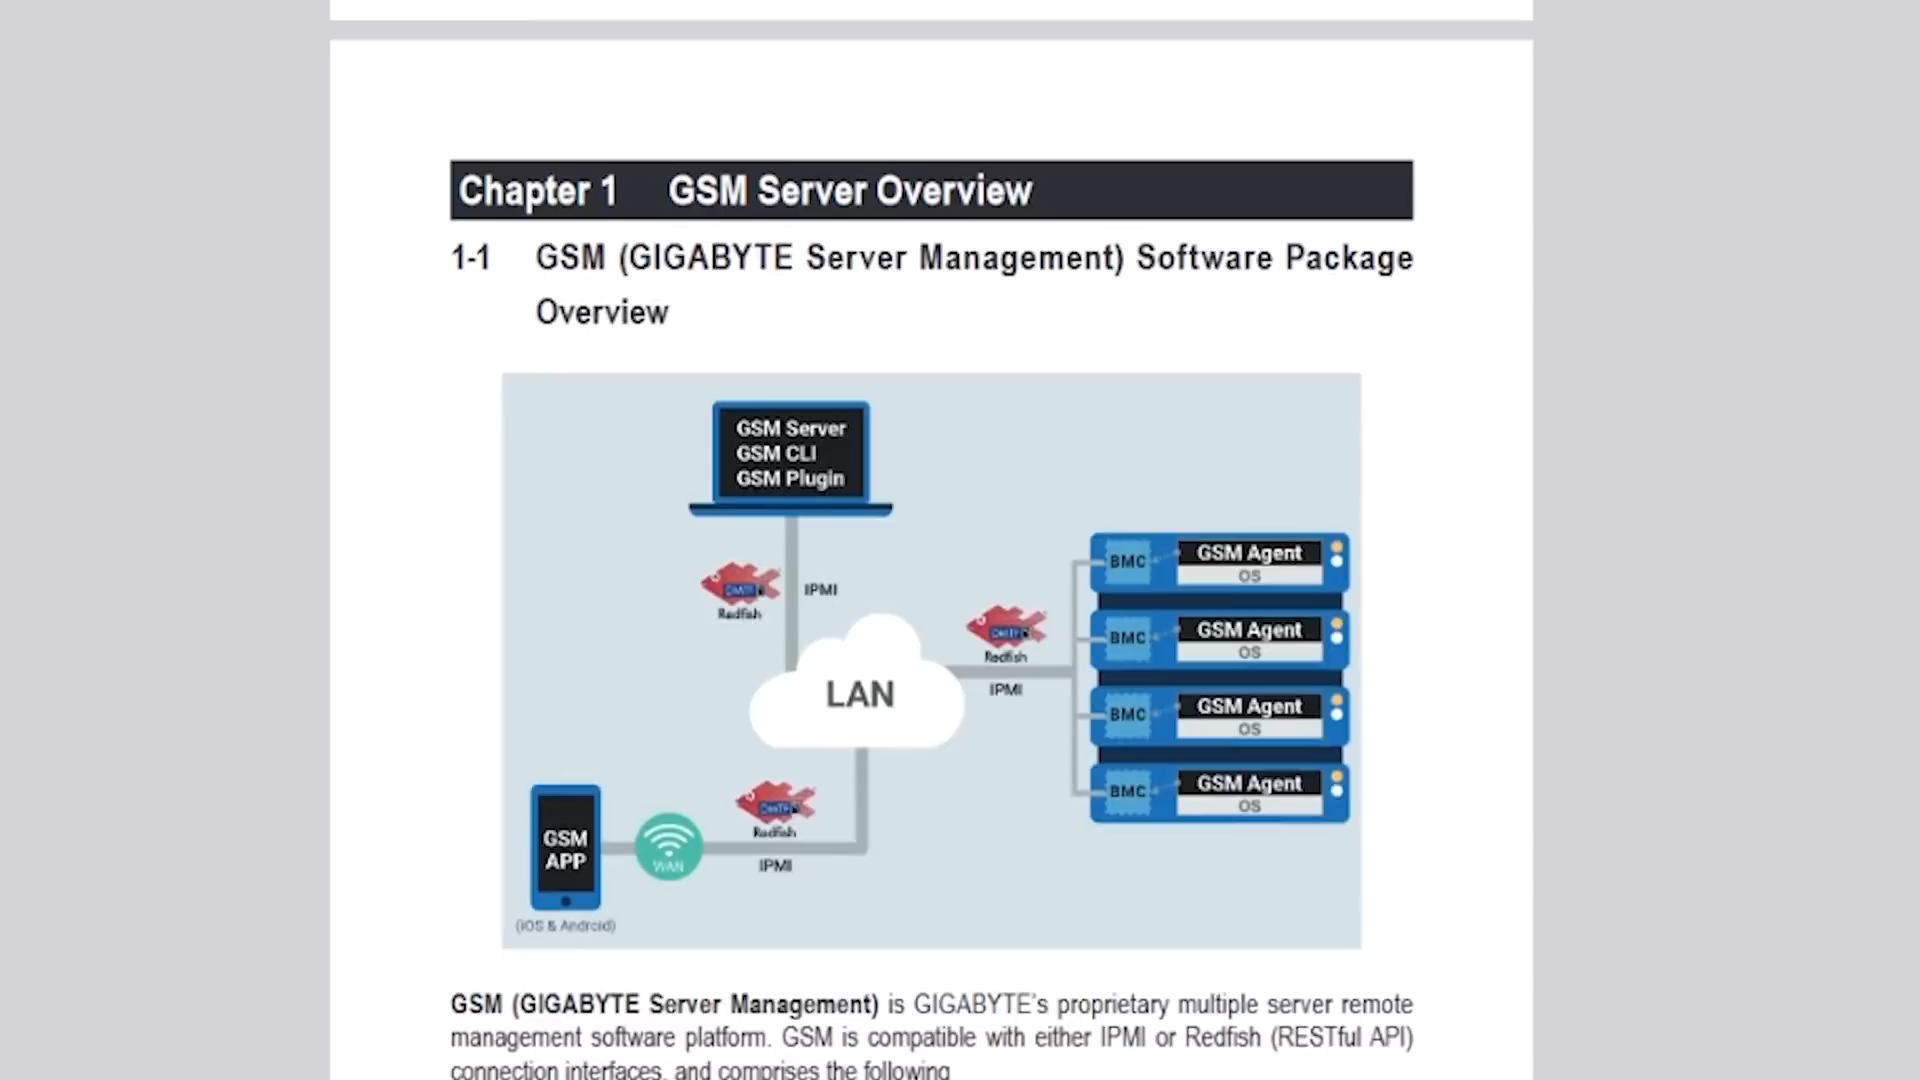 Chapter 1 GSM Server Overview
1-1 GSM (GIGABYTE Server Management) Software Package
Overview
GSM Server
GSM CLI
GSM Plugin
Redfish
IPMI
LAN
Redfish
IPMI
BMC
GSM Agent
OS
BMC
GSM Agent
OS
BMC
GSM Agent
OS
BMC
GSM Agent
OS
GSM
APP
WAN
Redfish
IPMI
(iOS & Android)
GSM (GIGABYTE Server Management) is GIGABYTE's proprietary multiple server remote
management software platform. GSM is compatible with either IPMI or Redfish (RESTful API)
connection interfaces, and comprises the following